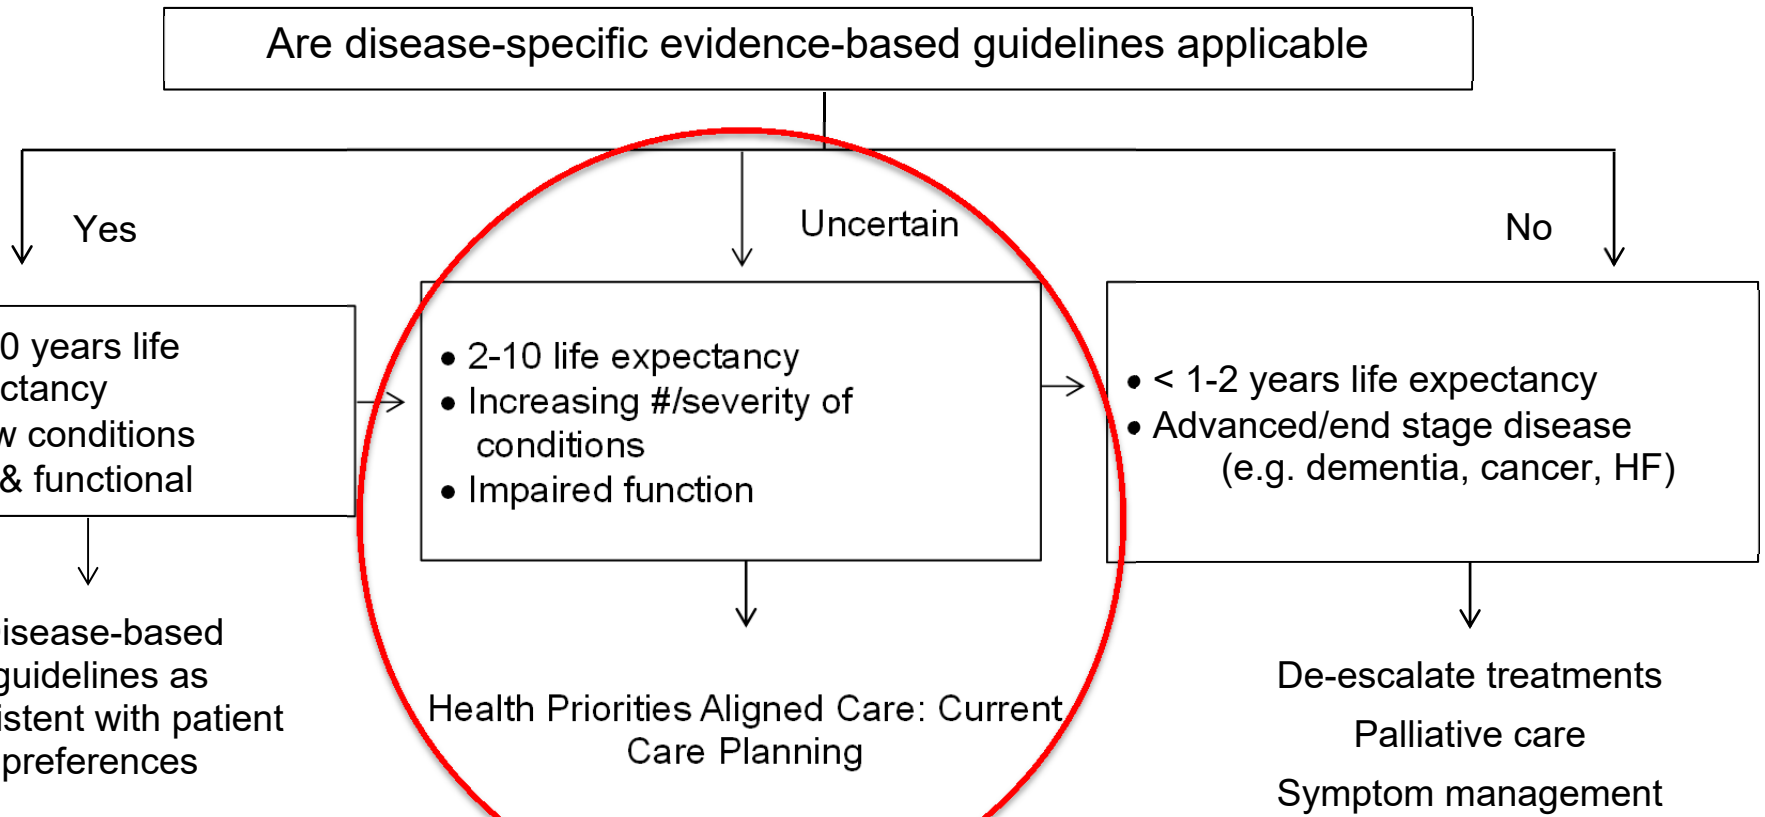 Are disease-specific evidence-based guidelines applicable
Yes
Uncertain
No
0 years life
ctancy
w conditions
& functional
• 2-10 life expectancy
• Increasing #/severity of
conditions
• Impaired function
• < 1-2 years life expectancy
• Advanced/end stage disease
(e.g. dementia, cancer, HF)
isease-based
guidelines as
istent with patient
preferences
Health Priorities Aligned Care: Current
Care Planning
De-escalate treatments
Palliative care
Symptom management